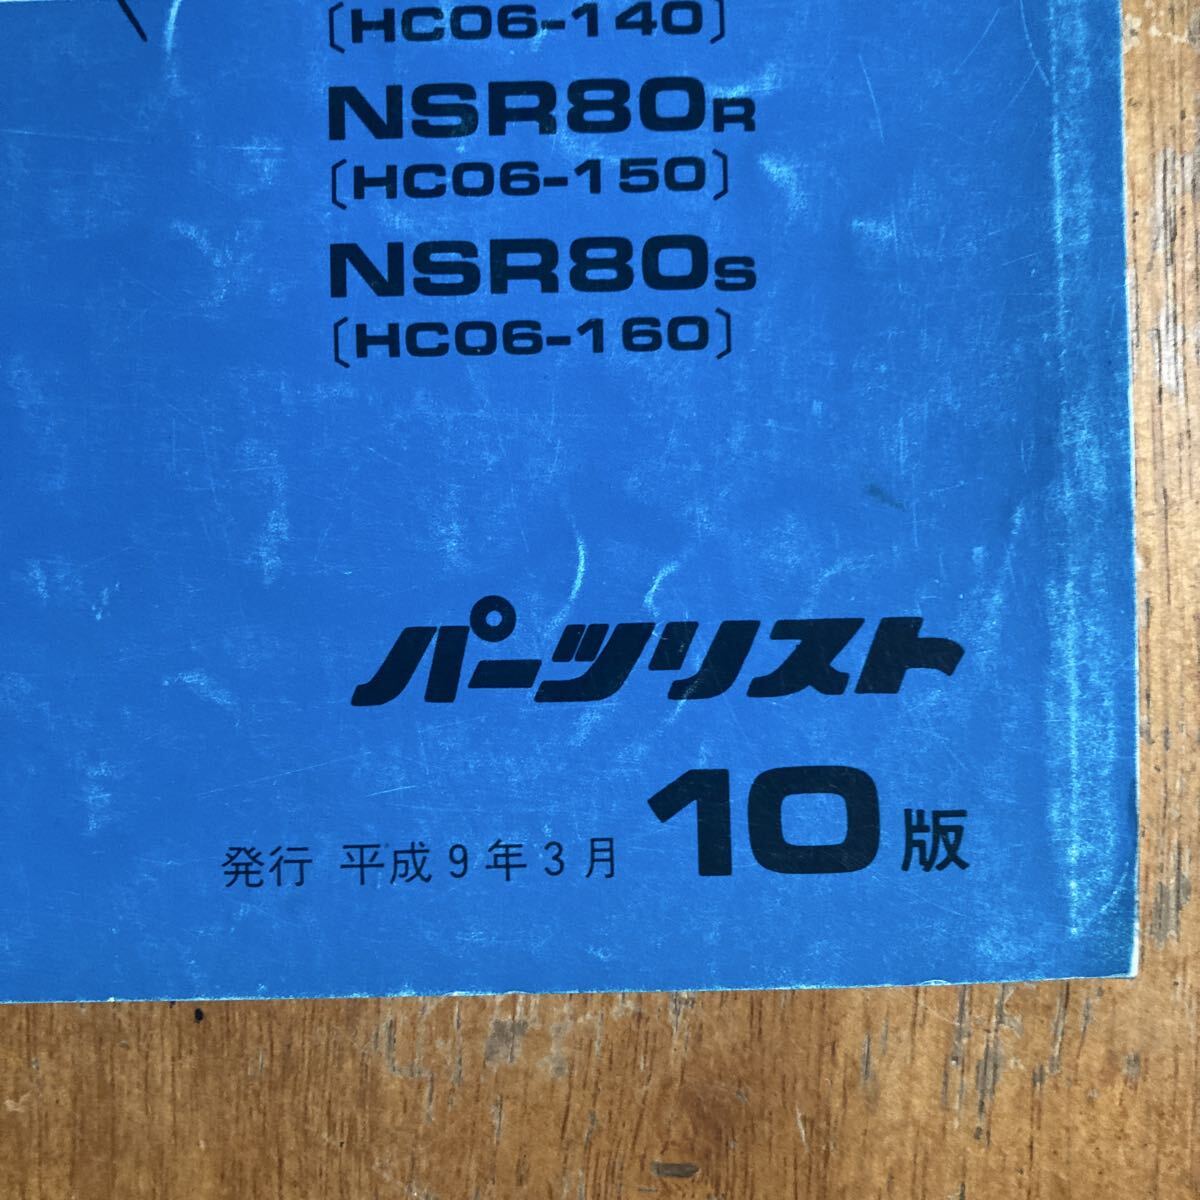 〔HC06-140〕
NSR80R
〔HC06-150〕
NSR80S
〔HC06-160〕
パーツリスト
発行 平成9年3月 10版